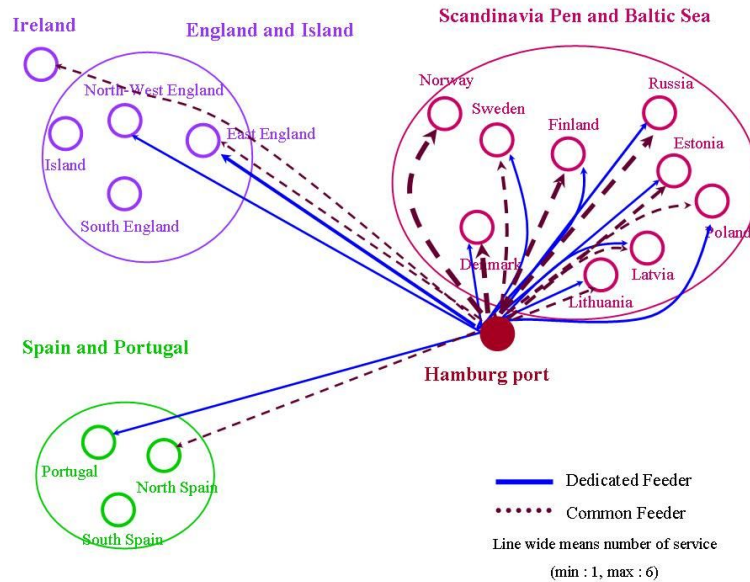 Ireland
England and Island
Scandinavia Pen and Baltic Sea
North-West England
East England
Island
South England
Norway
Sweden
Finland
Russia
Estonia
Poland
Denmark
Latvia
Lithuania
Hamburg port
Spain and Portugal
Portugal
North Spain
South Spain
Dedicated Feeder
Common Feeder
Line wide means number of service
(min : 1, max : 6)